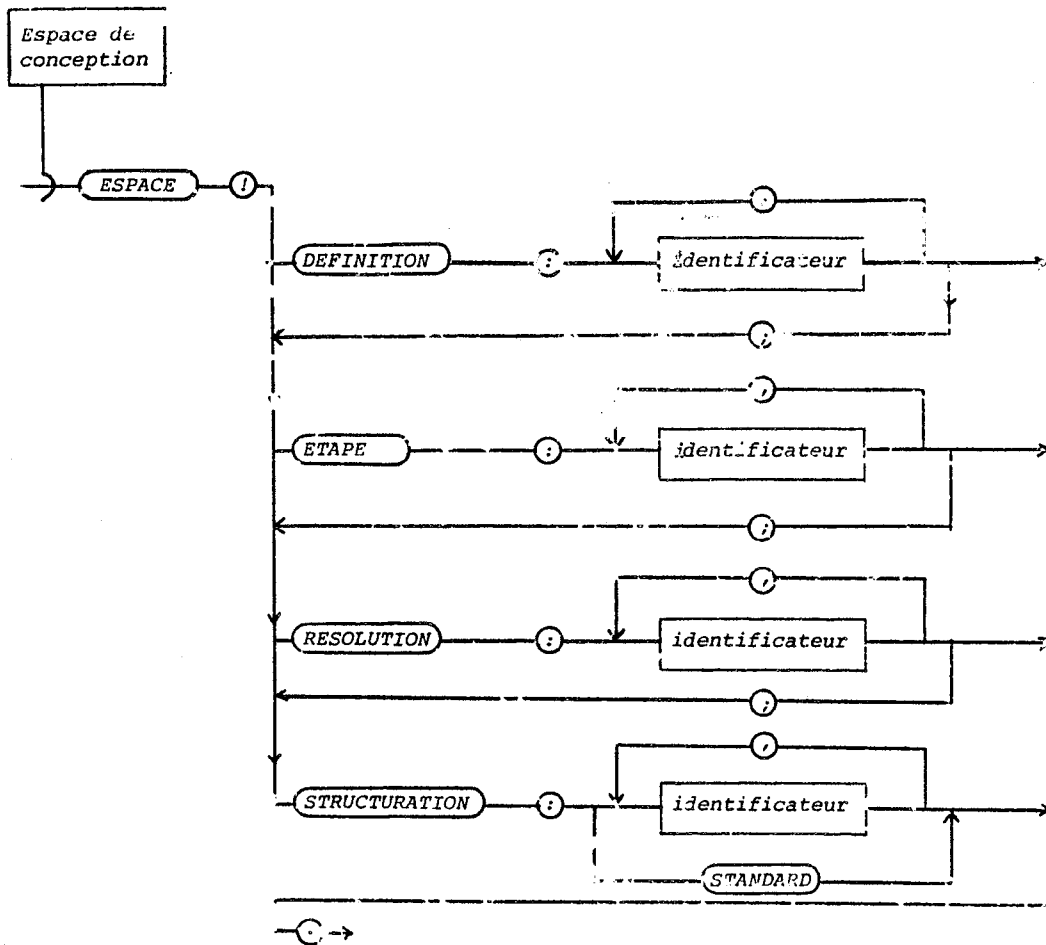 Espace de
conception
ESPACE !
DEFINITION : identificateur
;
,
ETAPE : identificateur
;
,
RESOLUTION : identificateur
;
,
STRUCTURATION : identificateur
STANDARD